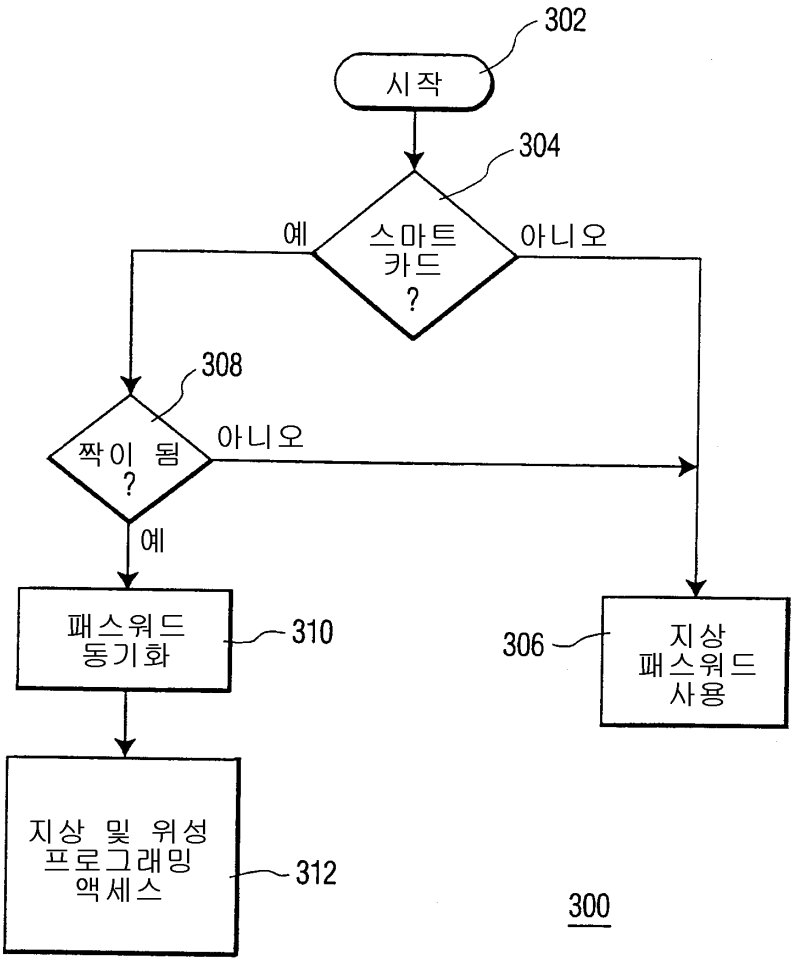 302
시작
304
예
스마트
카드
?
아니오
308
짝이 됨
?
아니오
예
패스워드
동기화
310
306
지상
패스워드
사용
지상 및 위성
프로그래밍
액세스
312
300